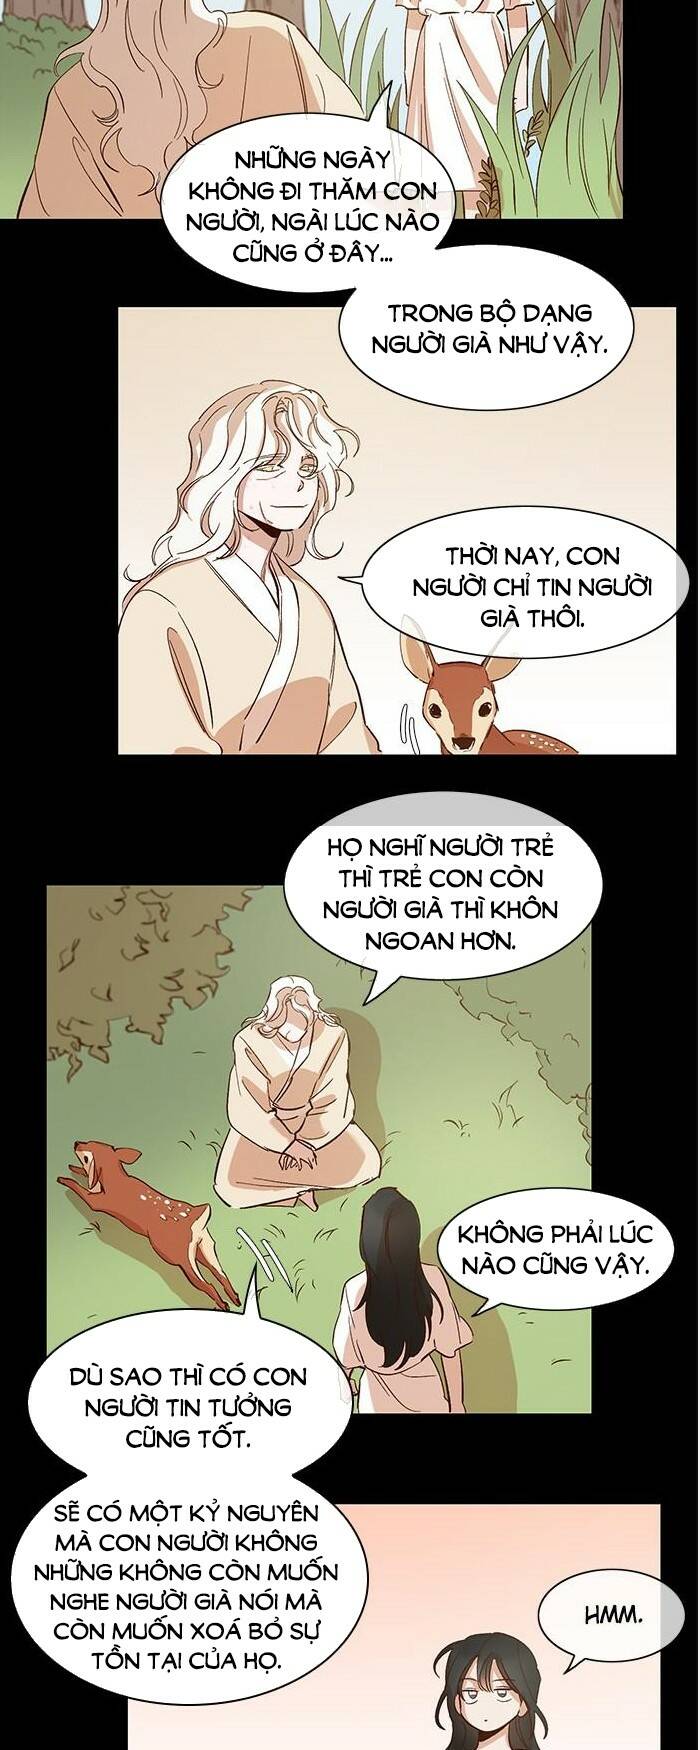 NHỮNG NGÀY
KHÔNG ĐI THĂM CON
NGƯỜI, NGÀI LÚC NÀO
CŨNG Ở ĐÂY...
TRONG BỘ DẠNG
NGƯỜI GIÀ NHƯ VẬY.
THỜI NAY, CON
NGƯỜI CHỈ TIN NGƯỜI
GIÀ THÔI.
HỌ NGHĨ NGƯỜI TRẺ
THÌ TRẺ CON CÒN
NGƯỜI GIÀ THÌ KHÔN
NGOAN HƠN.
KHÔNG PHẢI LÚC
NÀO CŨNG VẬY.
DÙ SAO THÌ CÓ CON
NGƯỜI TIN TƯỞNG
CŨNG TỐT.
SẼ CÓ MỘT KỶ NGUYÊN
MÀ CON NGƯỜI KHÔNG
NHỮNG KHÔNG CÒN MUỐN
NGHE NGƯỜI GIÀ NÓI MÀ
CÒN MUỐN XOÁ BỎ SỰ
TỒN TẠI CỦA HỌ.
HMM.